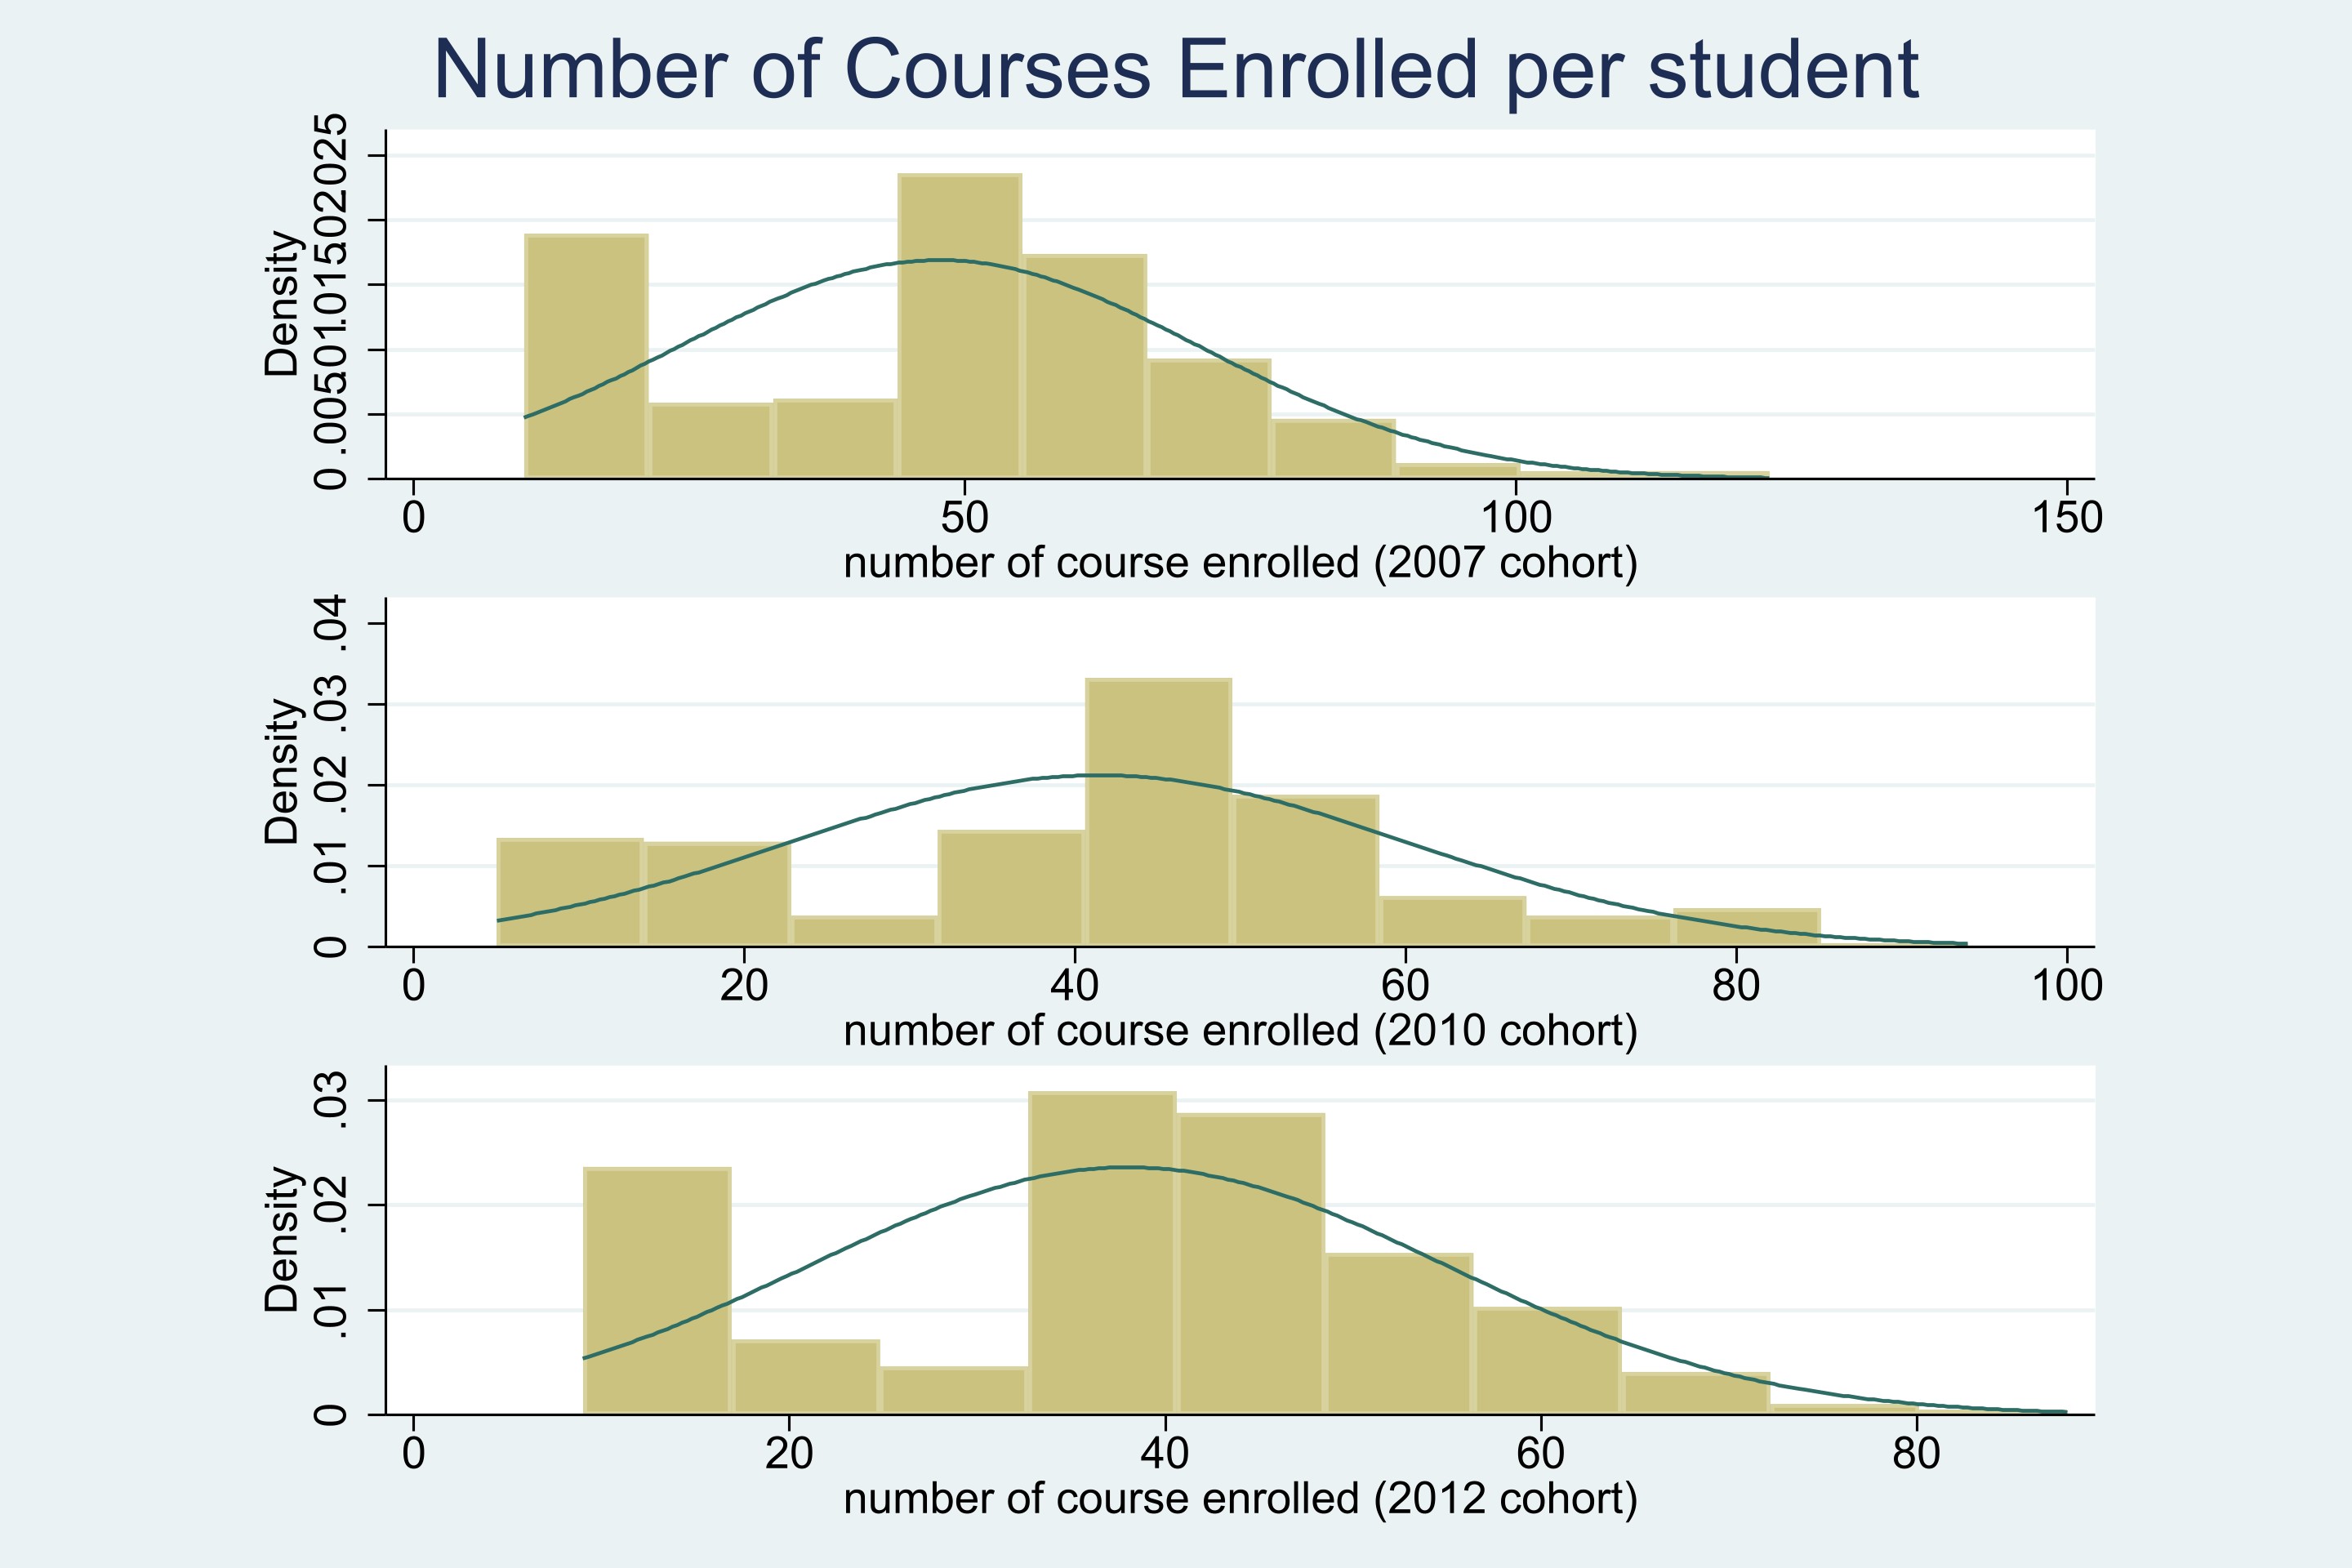 Number of Courses Enrolled per student
Density
0 .005 .01 .015 .02 .025
0 50 100 150
number of course enrolled (2007 cohort)
Density
0 .01 .02 .03 .04
0 20 40 60 80 100
number of course enrolled (2010 cohort)
Density
0 .01 .02 .03
0 20 40 60 80
number of course enrolled (2012 cohort)